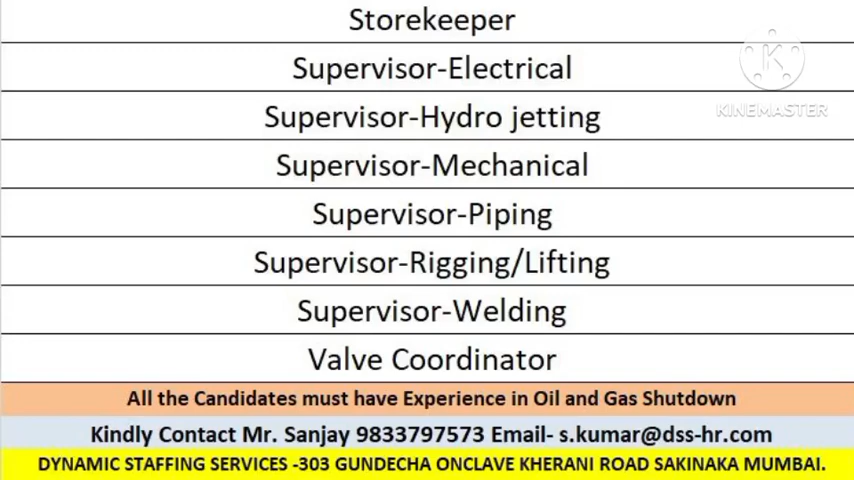 Storekeeper
Supervisor-Electrical
KINEMASTER
Supervisor-Hydro jetting
Supervisor-Mechanical
Supervisor-Piping
Supervisor-Rigging/Lifting
Supervisor-Welding
Valve Coordinator
All the Candidates must have Experience in Oil and Gas Shutdown
Kindly Contact Mr. Sanjay 9833797573 Email- s.kumar@dss-hr.com
DYNAMIC STAFFING SERVICES -303 GUNDECHA ONCLAVE KHERANI ROAD SAKINAKA MUMBAI.